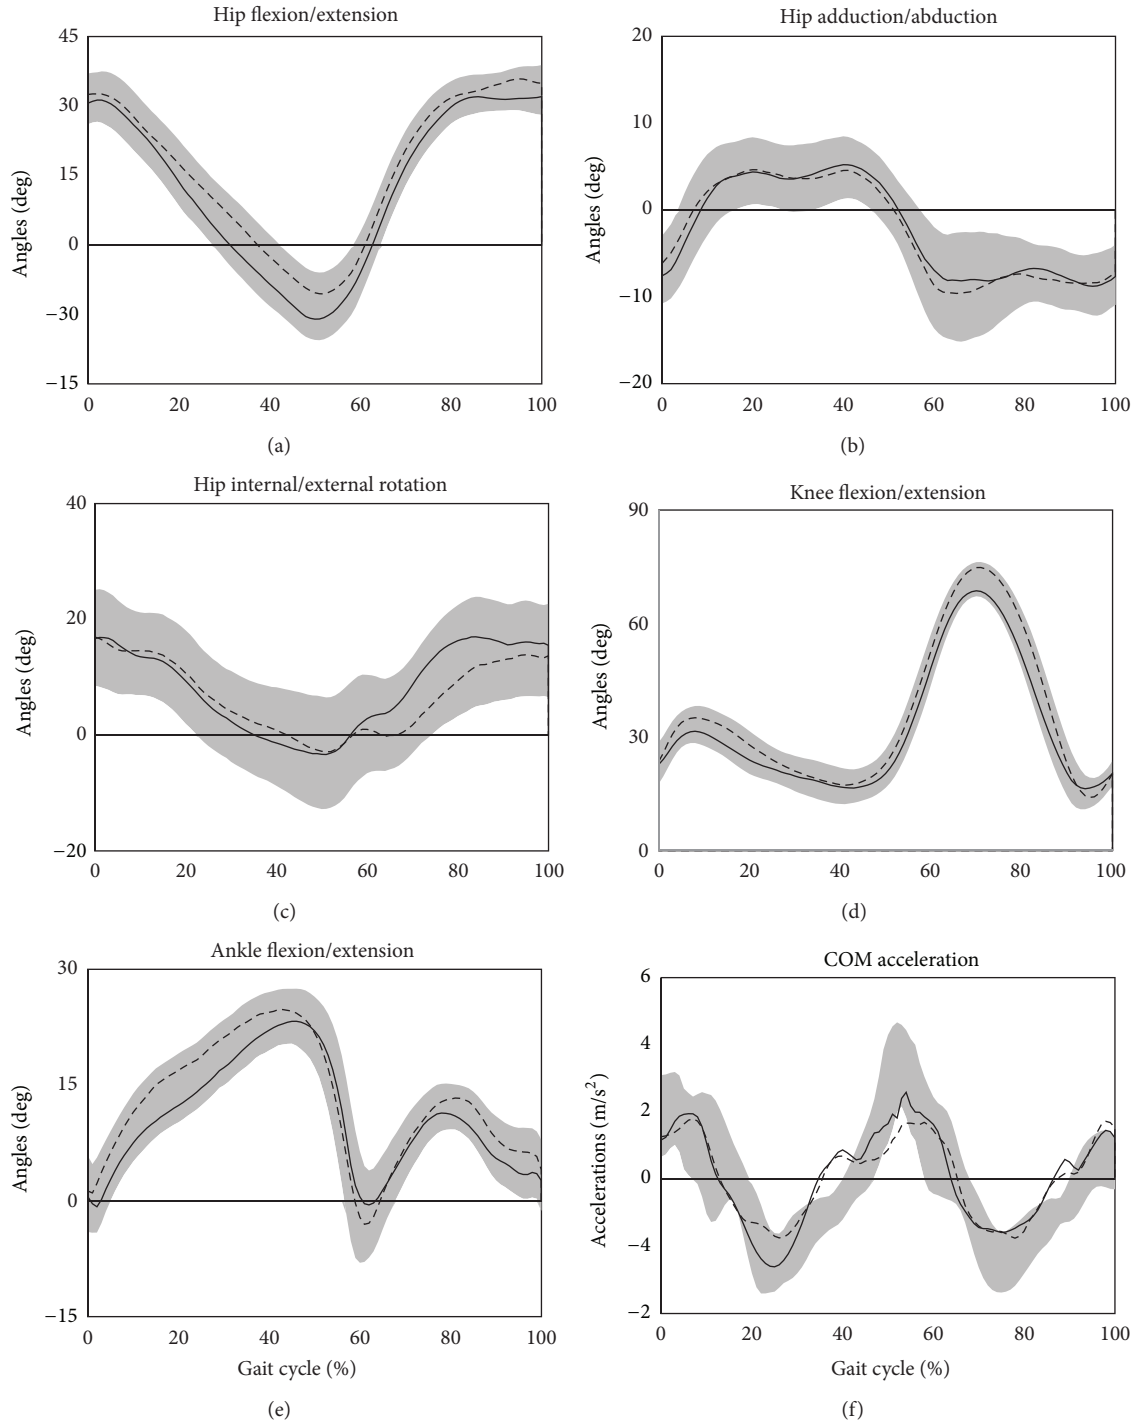 Hip flexion/extension
45
30
15
0
−30
−15
Angles (deg)
0 20 40 60 80 100
(a)
Hip adduction/abduction
20
10
0
−10
−20
Angles (deg)
0 20 40 60 80 100
(b)
Hip internal/external rotation
40
20
0
−20
Angles (deg)
0 20 40 60 80 100
(c)
Knee flexion/extension
90
60
30
0
Angles (deg)
0 20 40 60 80 100
(d)
Ankle flexion/extension
30
15
0
−15
Angles (deg)
0 20 40 60 80 100
Gait cycle (%)
(e)
COM acceleration
6
4
2
0
−4
−2
Accelerations (m/s²)
0 20 40 60 80 100
Gait cycle (%)
(f)